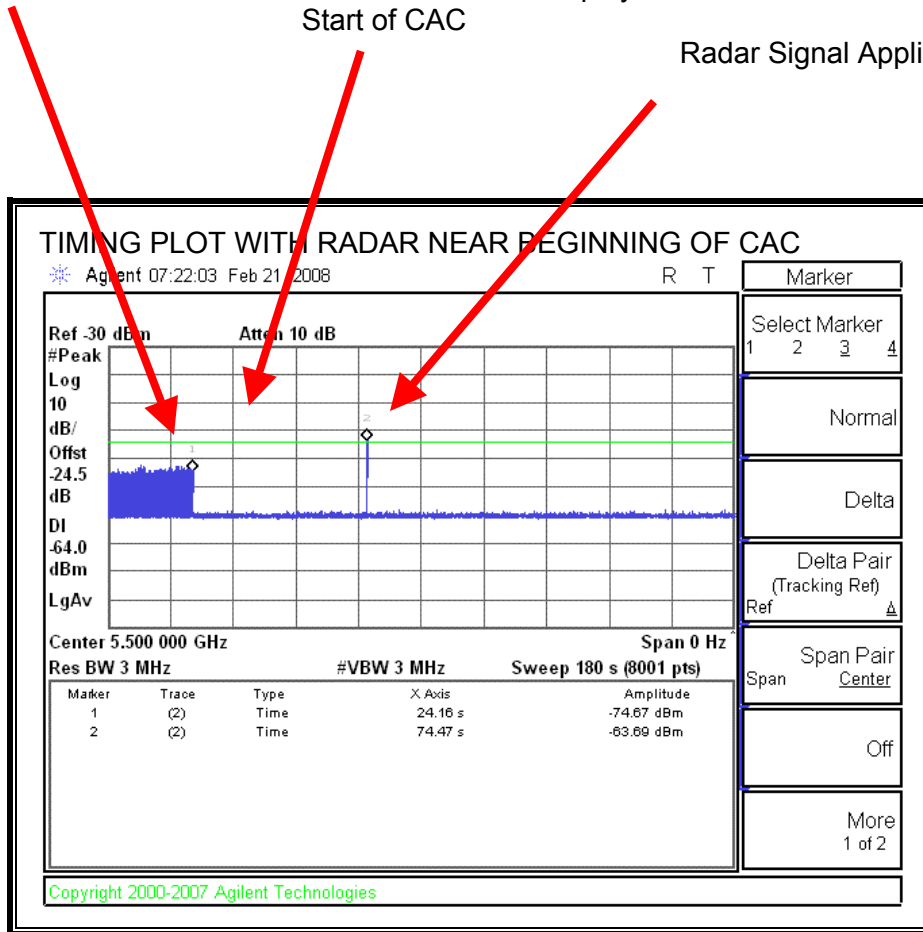 Start of CAC
Radar Signal Appli
TIMING PLOT WITH RADAR NEAR BEGINNING OF CAC
Agilent 07:22:03 Feb 21 2008
R T
Marker
Ref -30 dBm
Atten 10 dB
#Peak
Log
10
dB/
Offst
-24.5
dB
DI
-64.0
dBm
LgAv
1
2
Center 5.500 000 GHz
Span 0 Hz
Res BW 3 MHz
#VBW 3 MHz
Sweep 180 s (8001 pts)
Marker Trace Type X Axis Amplitude
1 (2) Time 24.16 s -74.67 dBm
2 (2) Time 74.47 s -63.69 dBm
Select Marker
1 2 3 4
Normal
Delta
Delta Pair
(Tracking Ref)
Ref Δ
Span Pair
Span Center
Off
More
1 of 2
Copyright 2000-2007 Agilent Technologies